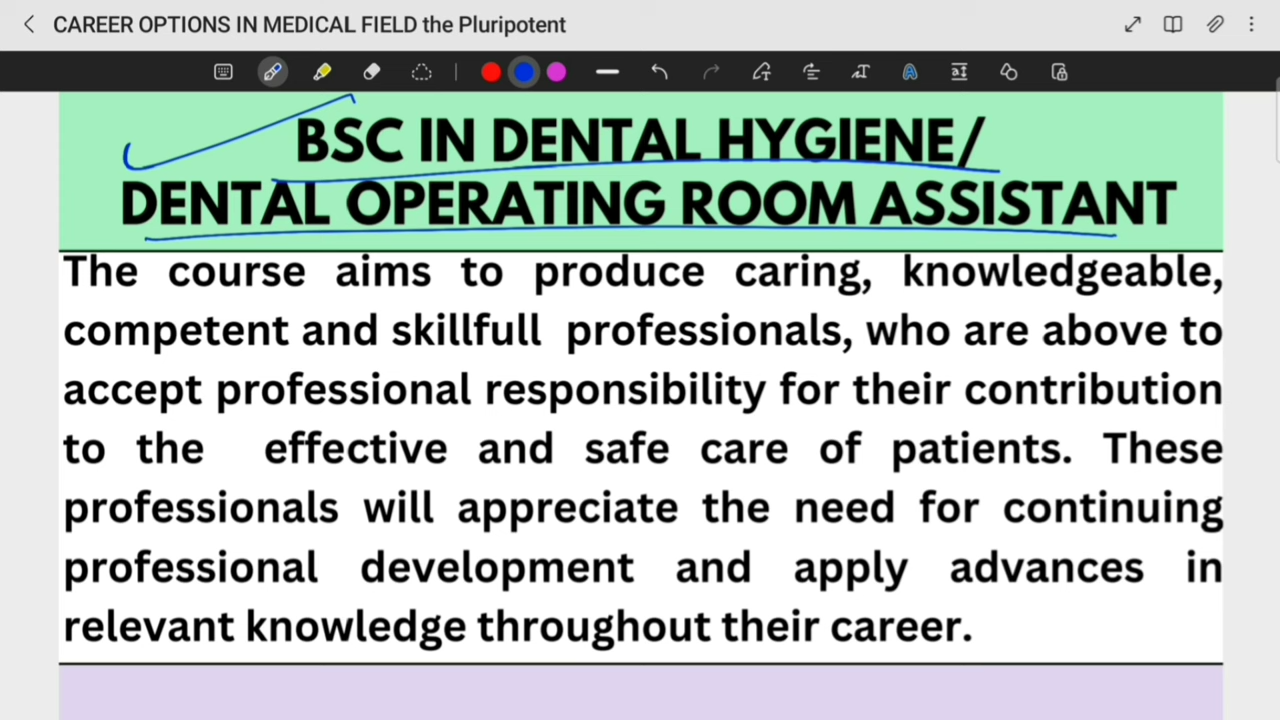 CAREER OPTIONS IN MEDICAL FIELD the Pluripotent
BSC IN DENTAL HYGIENE/
DENTAL OPERATING ROOM ASSISTANT
The course aims to produce caring, knowledgeable,
competent and skillfull professionals, who are above to
accept professional responsibility for their contribution
to the effective and safe care of patients. These
professionals will appreciate the need for continuing
professional development and apply advances in
relevant knowledge throughout their career.